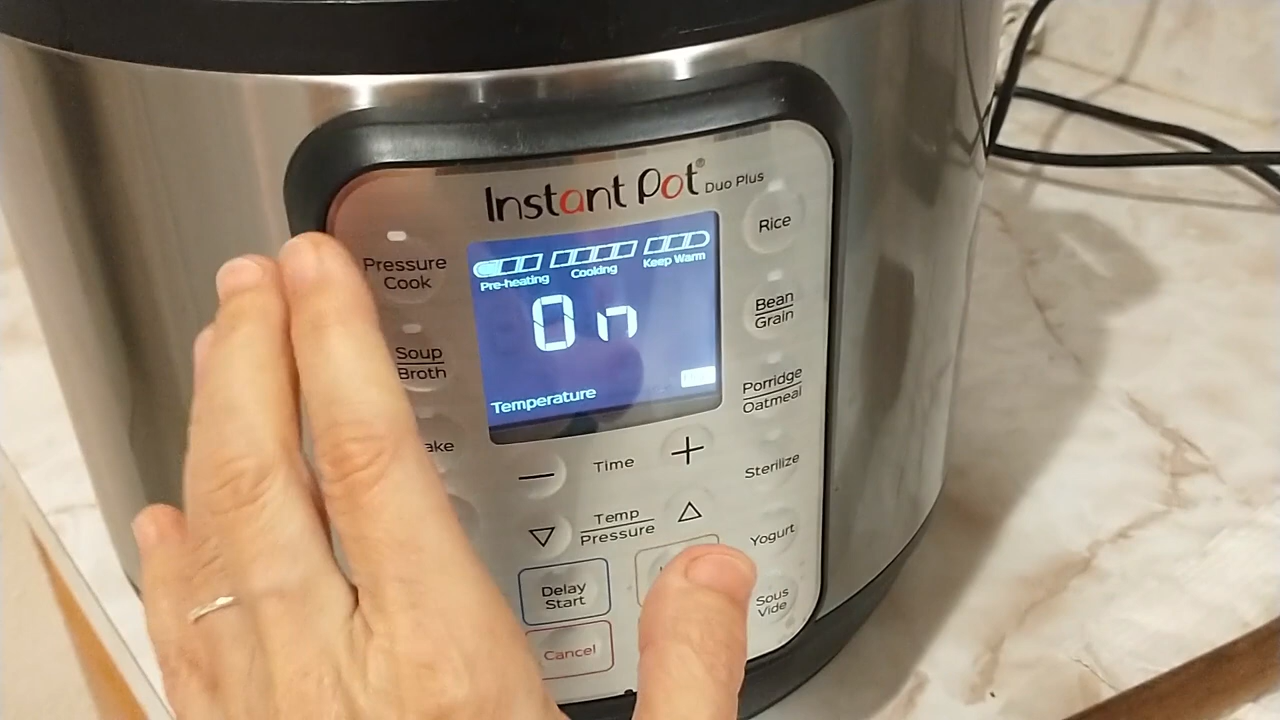 Instant Pot® Duo Plus
Pressure
Cook
Soup
Broth
ake
Pre-heating
Cooking
Keep Warm
On
Temperature
Rice
Bean
Grain
Porridge
Oatmeal
Sterilize
Yogurt
Sous
Vide
− Time +
Temp
Pressure
Delay
Start
Cancel